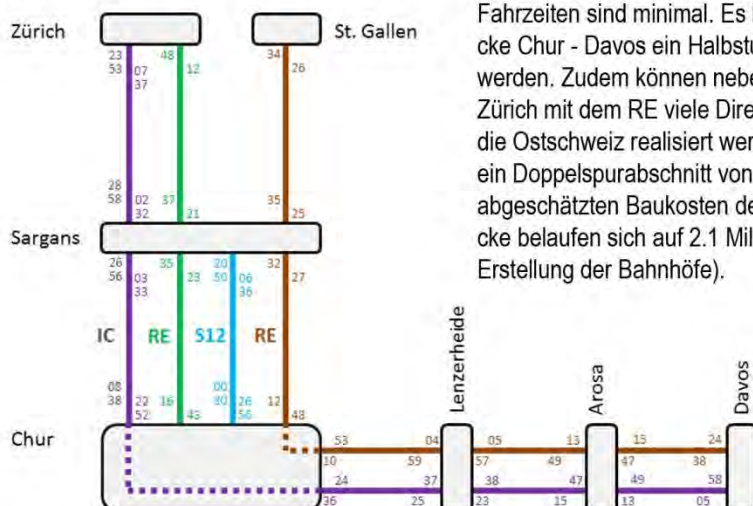 Zürich
St. Gallen
Fahrzeiten sind minimal. Es
cke Chur - Davos ein Halbstu
werden. Zudem können nebe
Zürich mit dem RE viele Dire
die Ostschweiz realisiert wer
ein Doppelspurabschnitt von
abgeschätzten Baukosten de
cke belaufen sich auf 2.1 Mil
Erstellung der Bahnhöfe).
23 48 34
53 07 12 26
37
28
58 02 37 35
32 21 25
Sargans
26 35 20 32
56 03 23 50 06 27
33 36
IC RE S12 RE
08 00
38 22 16 30 26 12
52 43 56 48
Chur
Lenzerheide
Arosa
Davos
53 04 05 13 15 24
10 59 57 49 47 38
24 37 38 47 49 58
36 25 23 15 13 05